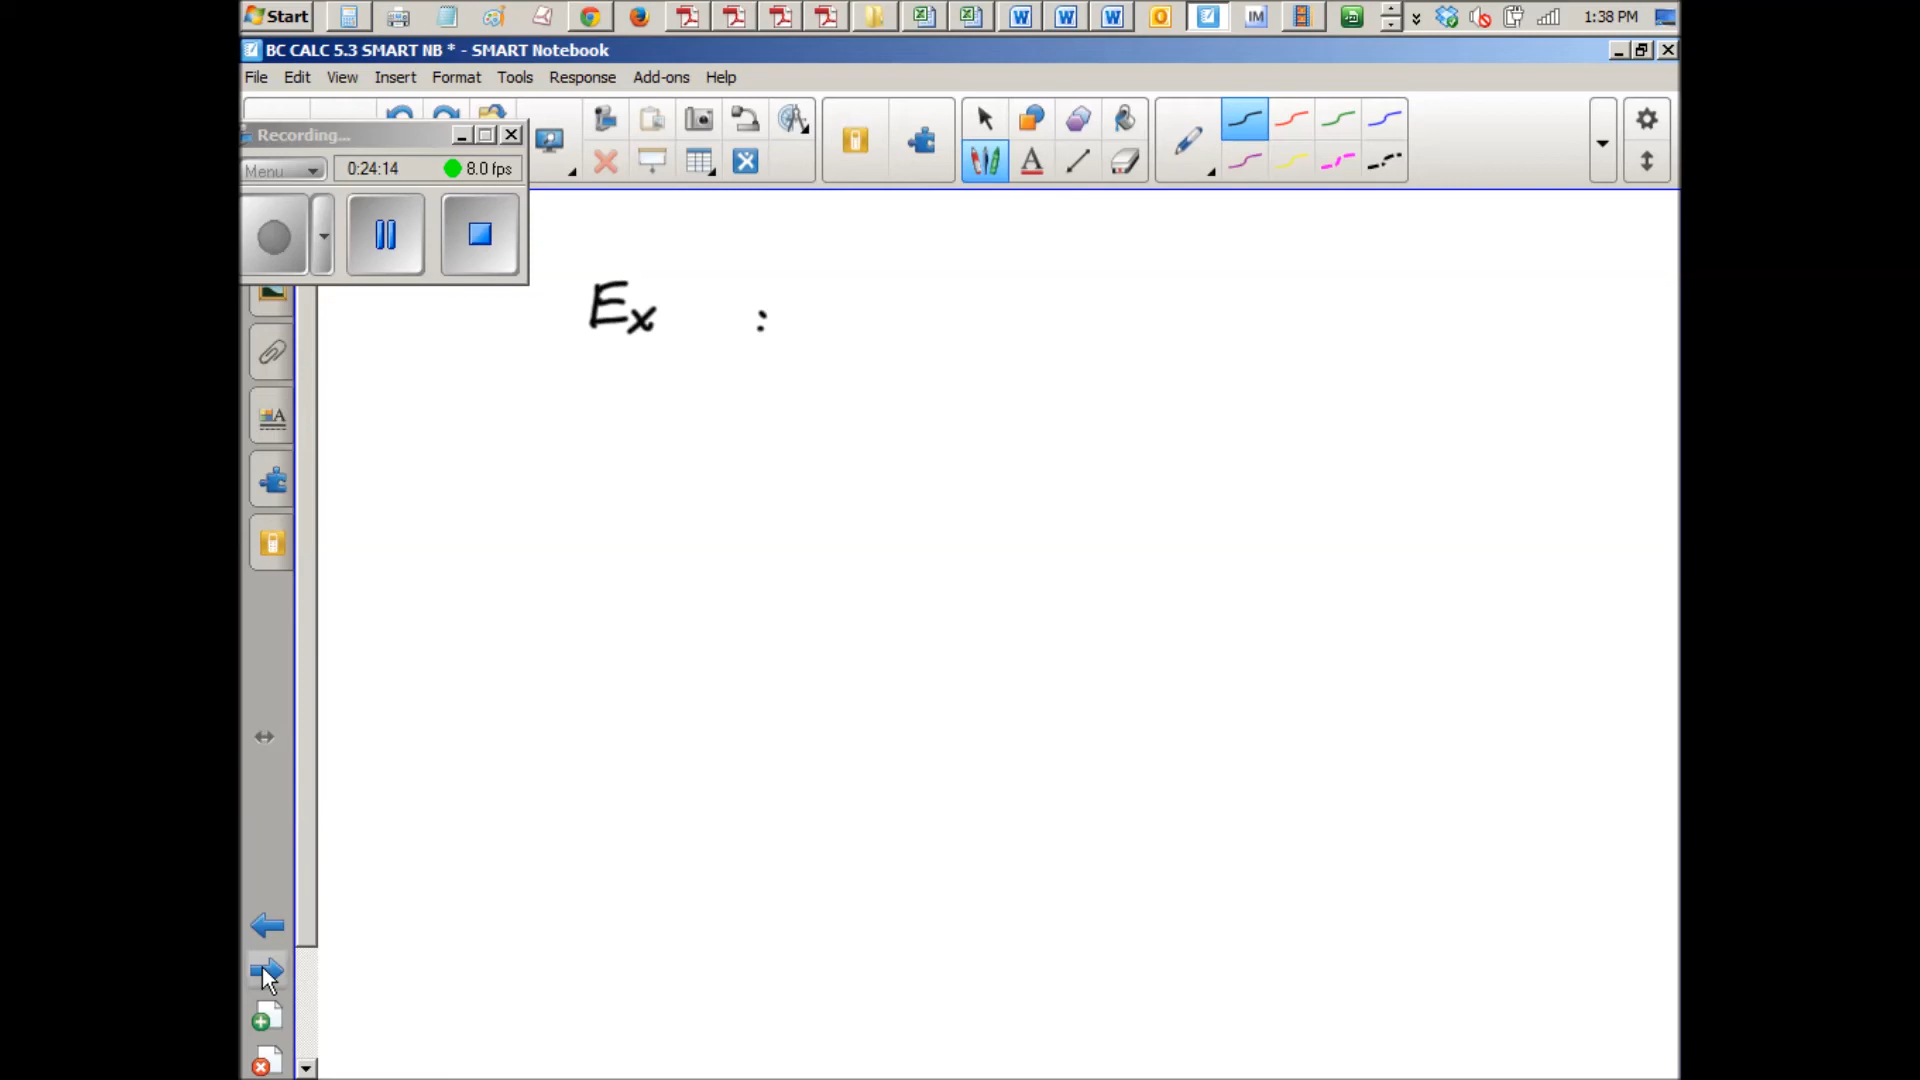 Start
1:38 PM
BC CALC 5.3 SMART NB * - SMART Notebook
File Edit View Insert Format Tools Response Add-ons Help
Recording...
Menu 0:24:14 8.0 fps
Ex :